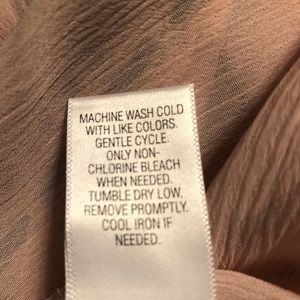 MACHINE WASH COLD
WITH LIKE COLORS.
GENTLE CYCLE.
ONLY NON-
CHLORINE BLEACH
WHEN NEEDED.
TUMBLE DRY LOW.
REMOVE PROMPTLY.
COOL IRON IF
NEEDED.